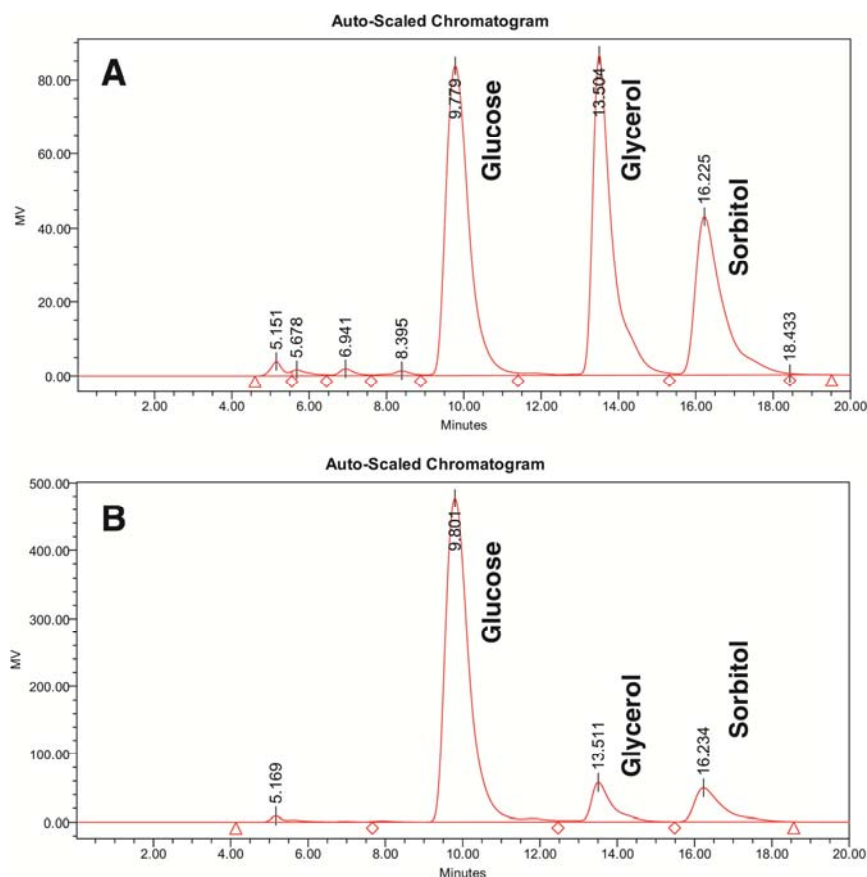 Auto-Scaled Chromatogram
A
9.779
Glucose
13.504
Glycerol
16.225
Sorbitol
5.151
5.678
6.941
8.395
18.433
80.00
60.00
40.00
20.00
0.00
MV
2.00 4.00 6.00 8.00 10.00 12.00 14.00 16.00 18.00 20.00
Minutes
Auto-Scaled Chromatogram
B
9.801
Glucose
13.511
Glycerol
16.234
Sorbitol
5.169
500.00
400.00
300.00
200.00
100.00
0.00
MV
2.00 4.00 6.00 8.00 10.00 12.00 14.00 16.00 18.00 20.00
Minutes